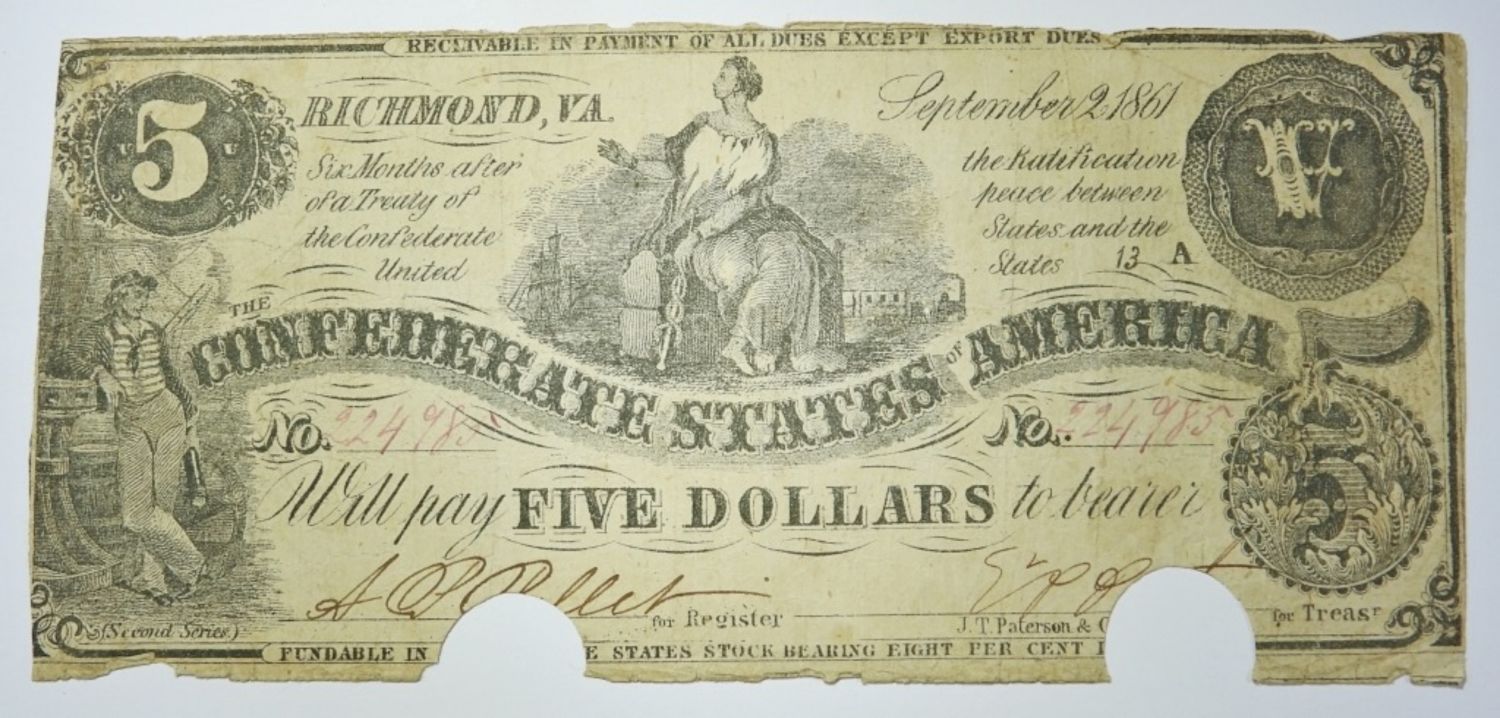 RECEIVABLE IN PAYMENT OF ALL DUES EXCEPT EXPORT DUES
5
RICHMOND, VA.
September 2 1861
V
Six Months after the Ratification
of a Treaty of peace between
the Confederate States and the
United States 13 A
THE CONFEDERATE STATES OF AMERICA
5
No. 224985 No. 224985
Will pay FIVE DOLLARS to bearer
5
for Register
J.T. Paterson & C
for Treasr
(Second Series.)
FUNDABLE IN E STATES STOCK BEARING EIGHT PER CENT I